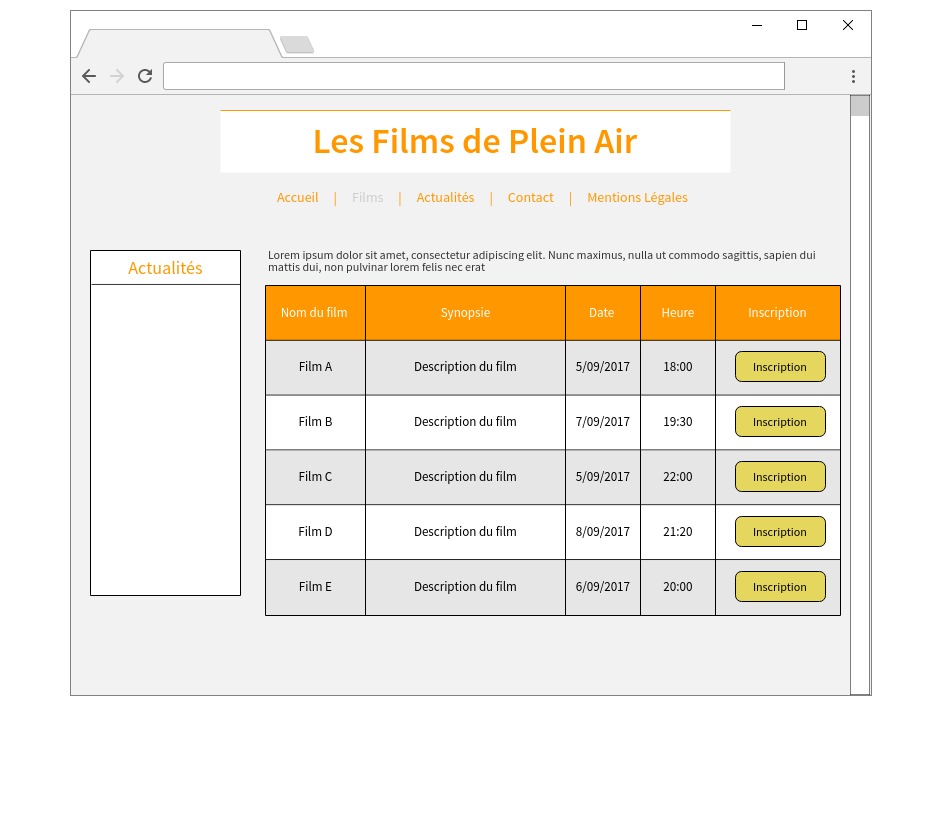 Les Films de Plein Air
Accueil | Films | Actualités | Contact | Mentions Légales
Actualités
Lorem ipsum dolor sit amet, consectetur adipiscing elit. Nunc maximus, nulla ut commodo sagittis, sapien dui
mattis dui, non pulvinar lorem felis nec erat
Nom du film Synopsie Date Heure Inscription
Film A Description du film 5/09/2017 18:00 Inscription
Film B Description du film 7/09/2017 19:30 Inscription
Film C Description du film 5/09/2017 22:00 Inscription
Film D Description du film 8/09/2017 21:20 Inscription
Film E Description du film 6/09/2017 20:00 Inscription